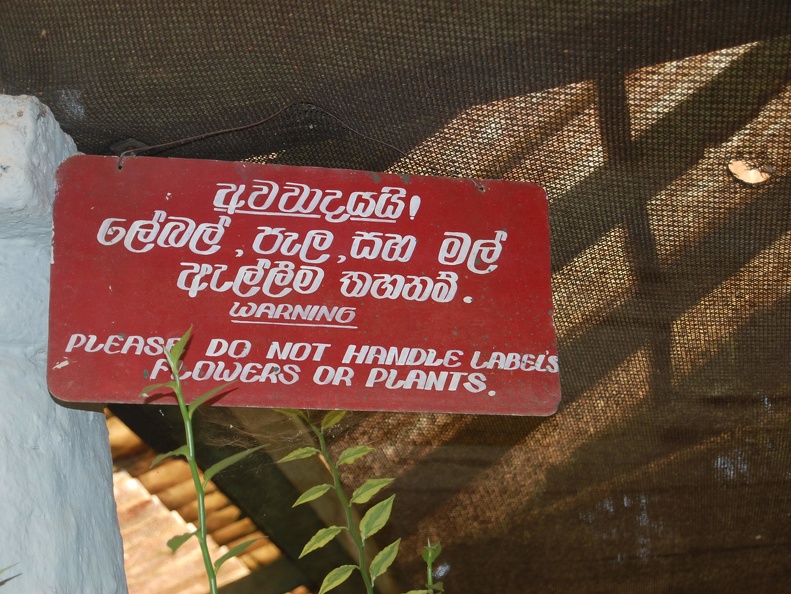 අවවාදයයි!
ලේබල්, පැල, සහ මල්
ඇල්ලීම තහනම්.
WARNING
PLEASE DO NOT HANDLE LABELS
FLOWERS OR PLANTS.